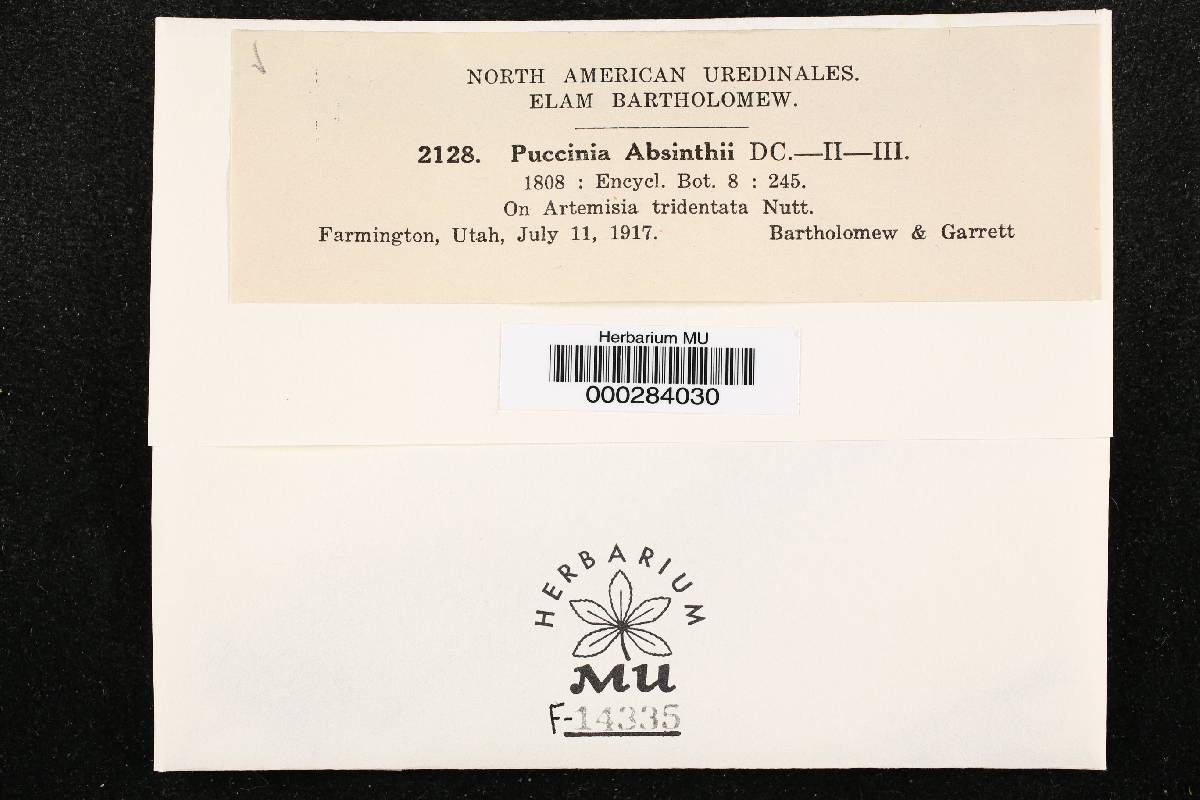 NORTH AMERICAN UREDINALES.
ELAM BARTHOLOMEW.
2128. Puccinia Absinthii DC.—II—III.
1808 : Encycl. Bot. 8 : 245.
On Artemisia tridentata Nutt.
Farmington, Utah, July 11, 1917. Bartholomew & Garrett
Herbarium MU
000284030
HERBARIUM
MU
F-14335